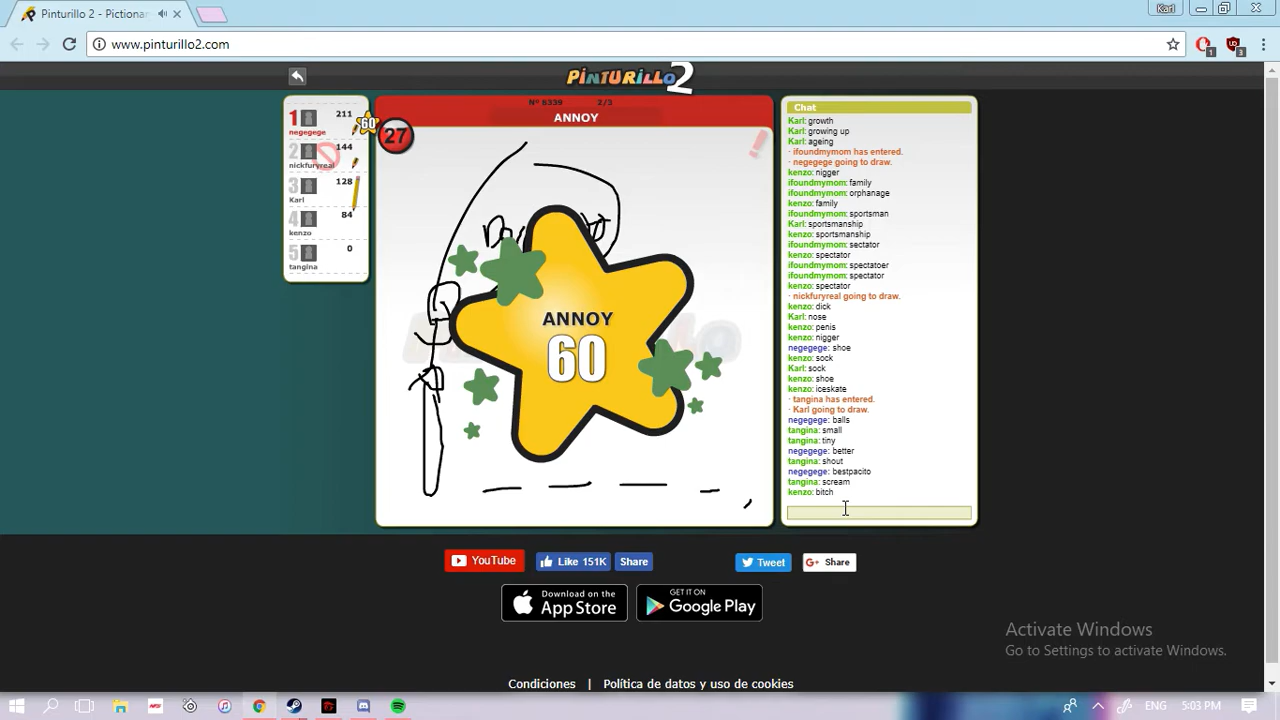 Pinturillo 2 - Pictionar
Karl
www.pinturillo2.com
1
3
PINTURILLO 2
1
negegege
211
60
2
nickfuryreal
144
3
Karl
128
4
kenzo
84
5
tangina
0
Nº 6339 2/3
ANNOY
27
ANNOY
60
Chat
Karl: growth
Karl: growing up
Karl: ageing
· ifoundmymom has entered.
· negegege going to draw.
kenzo: nigger
ifoundmymom: family
ifoundmymom: orphanage
kenzo: family
ifoundmymom: sportsman
Karl: sportsmanship
kenzo: sportsmanship
ifoundmymom: sectator
kenzo: spectator
ifoundmymom: spectatoer
ifoundmymom: spectator
kenzo: spectator
· nickfuryreal going to draw.
kenzo: dick
Karl: nose
kenzo: penis
kenzo: nigger
negegege: shoe
kenzo: sock
Karl: sock
kenzo: shoe
kenzo: iceskate
· tangina has entered.
· Karl going to draw.
negegege: balls
tangina: small
tangina: tiny
negegege: better
tangina: shout
negegege: bestpacito
tangina: scream
kenzo: bitch
YouTube
Like 151K
Share
Tweet
G+ Share
Download on the
App Store
GET IT ON
Google Play
Activate Windows
Go to Settings to activate Windows.
Condiciones | Política de datos y uso de cookies
ENG 5:03 PM